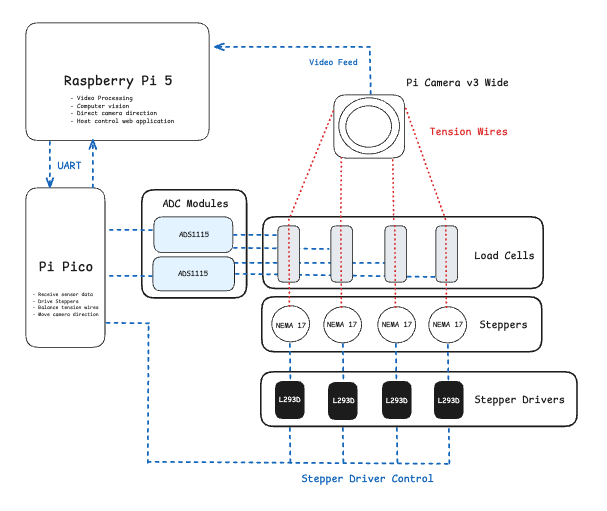 Video Feed
Raspberry Pi 5
- Video Processing
- Computer vision
- Direct camera direction
- Host control web application
Pi Camera v3 Wide
Tension Wires
UART
ADC Modules
ADS1115
ADS1115
Load Cells
Pi Pico
- Receive sensor data
- Drive Steppers
- Balance tension wires
- Move camera direction
NEMA 17
NEMA 17
NEMA 17
NEMA 17
Steppers
L293D
L293D
L293D
L293D
Stepper Drivers
Stepper Driver Control